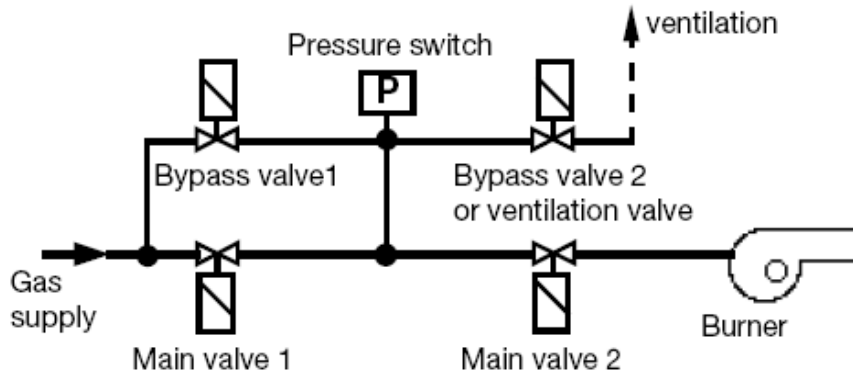 ventilation
Pressure switch
P
Bypass valve1
Bypass valve 2
or ventilation valve
Gas
supply
Main valve 1
Main valve 2
Burner